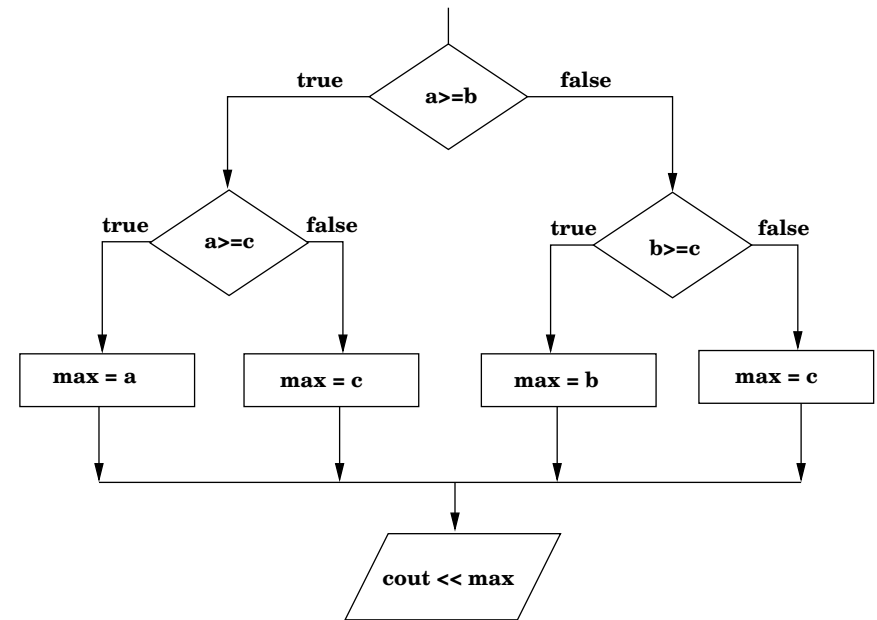 true
a>=b
false
true
a>=c
false
true
b>=c
false
max = a
max = c
max = b
max = c
cout << max